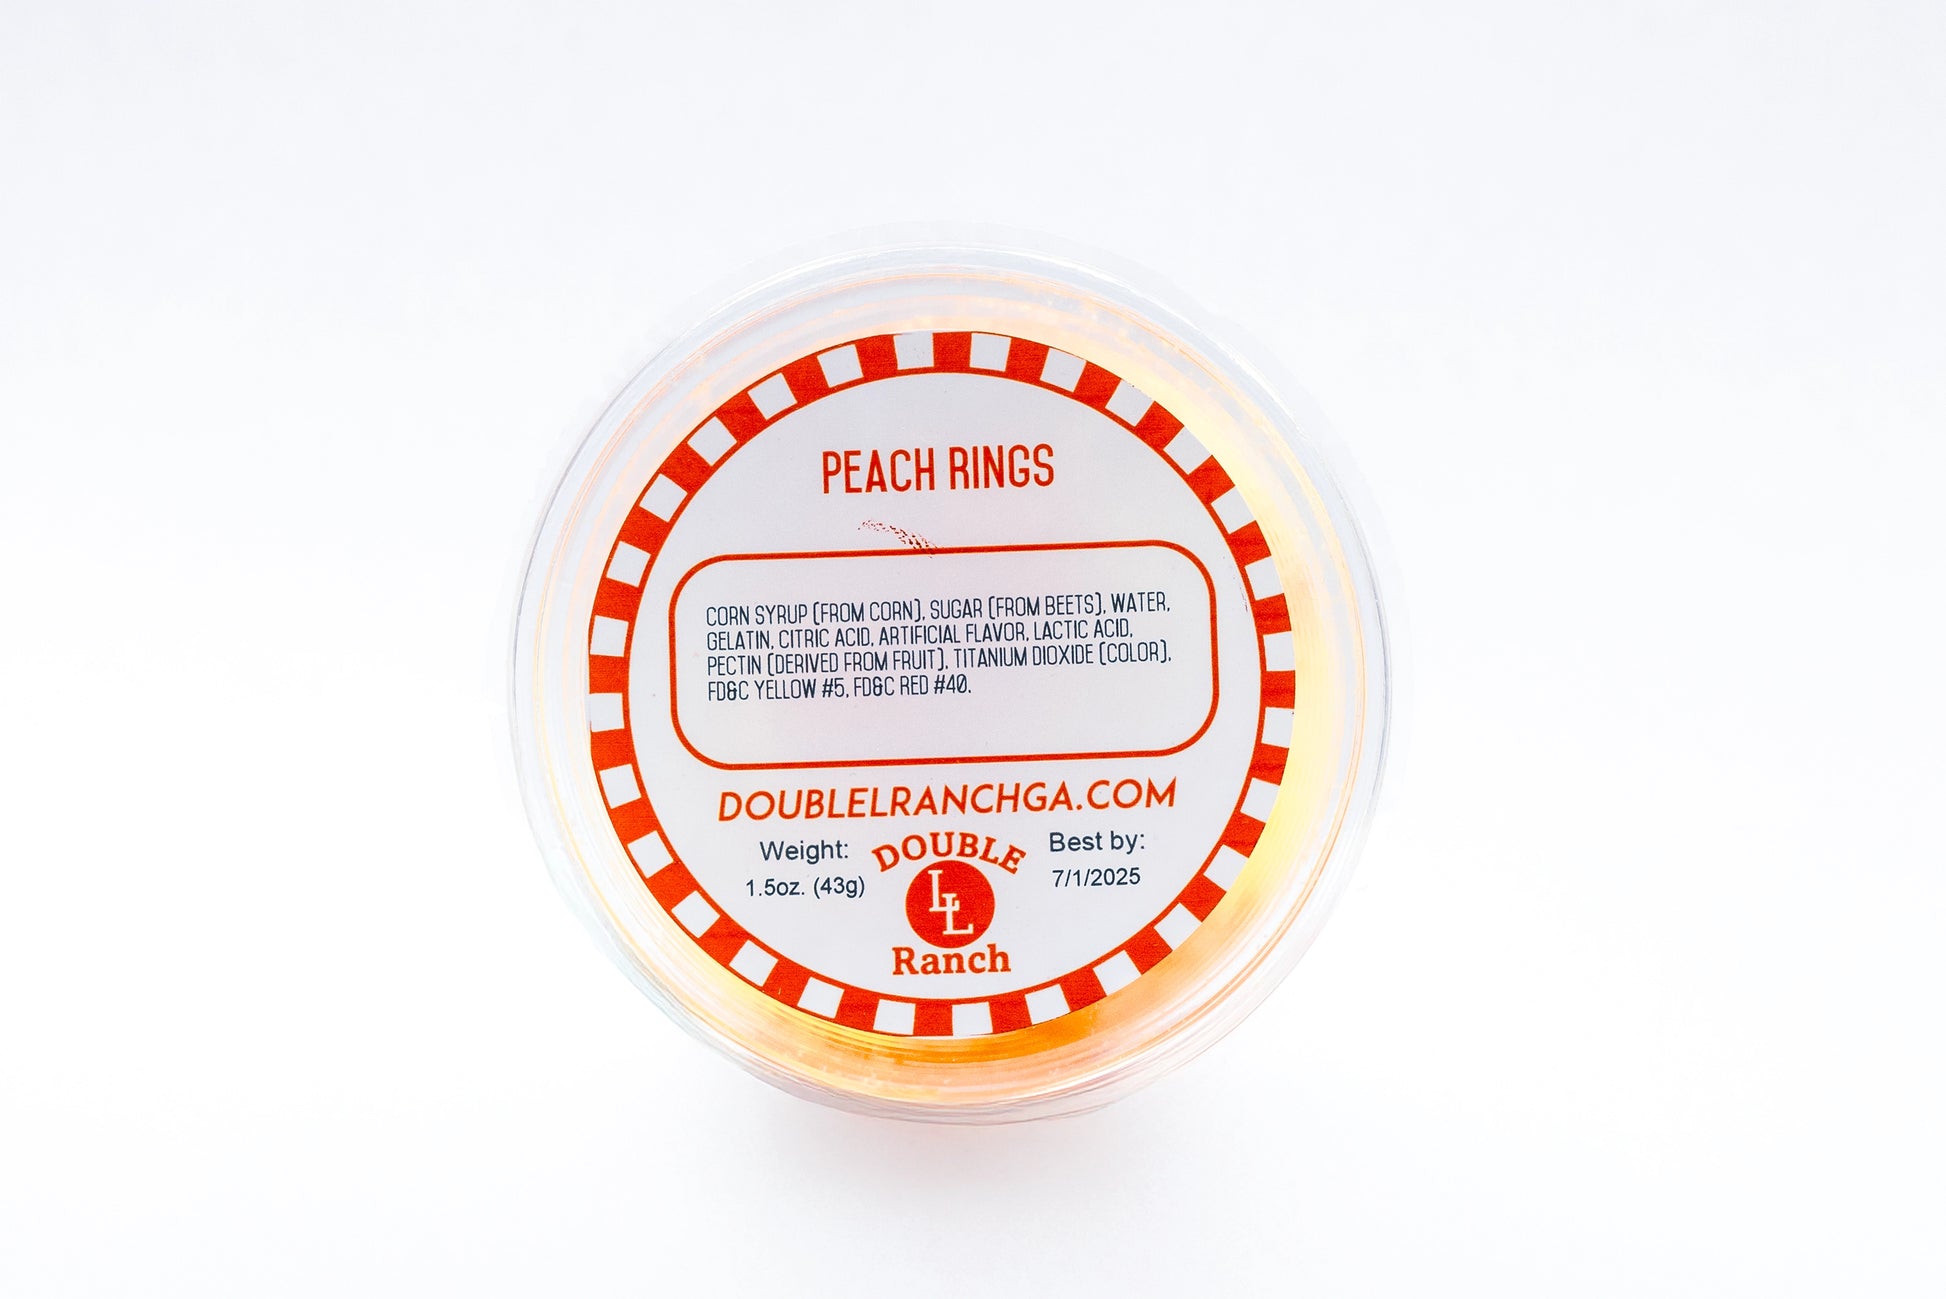 PEACH RINGS
CORN SYRUP (FROM CORN), SUGAR (FROM BEETS), WATER,
GELATIN, CITRIC ACID, ARTIFICIAL FLAVOR, LACTIC ACID,
PECTIN (DERIVED FROM FRUIT), TITANIUM DIOXIDE (COLOR),
FD&C YELLOW #5, FD&C RED #40.
DOUBLELRANCHGA.COM
Weight:
1.5oz. (43g)
DOUBLE
LL
Ranch
Best by:
7/1/2025